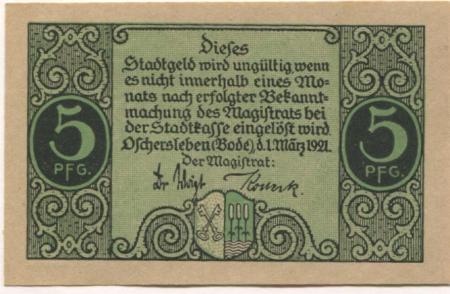 Dieses
Stadtgeld wird ungültig, wenn
es nicht innerhalb eines Mo-
nats nach erfolgter Bekannt-
machung des Magistrats bei
der Stadtkasse eingelöst wird.
Oschersleben (Bode), d. 1. März 1921.
Der Magistrat:
5
PFG.
5
PFG.